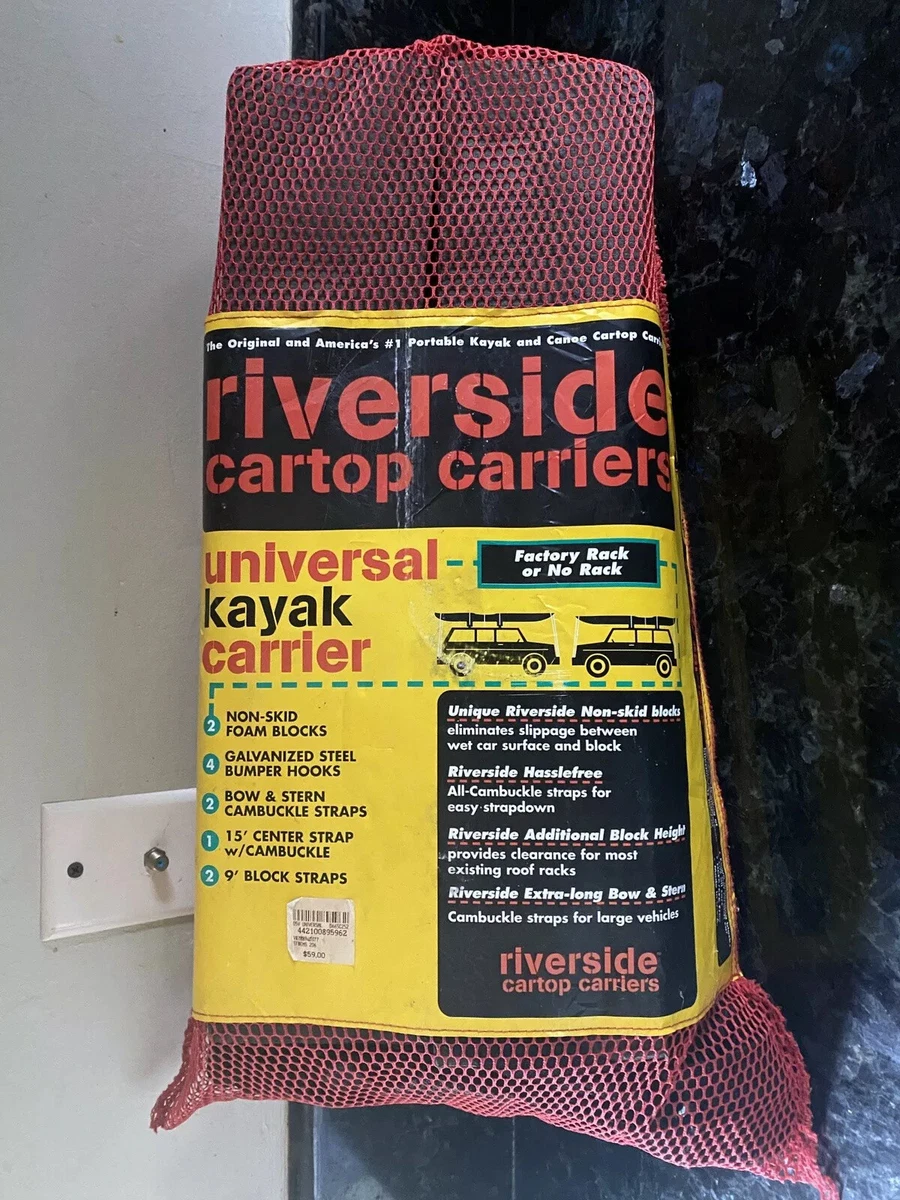 The Original and America's #1 Portable Kayak and Canoe Cartop
riverside
cartop carriers
universal
kayak
carrier
Factory Rack
or No Rack
2 NON-SKID
FOAM BLOCKS
4 GALVANIZED STEEL
BUMPER HOOKS
2 BOW & STERN
CAMBUCKLE STRAPS
1 15' CENTER STRAP
w/CAMBUCKLE
2 9' BLOCK STRAPS
Unique Riverside Non-skid blocks
eliminates slippage between
wet car surface and block
Riverside Hasslefree
All-Cambuckle straps for
easy strapdown
Riverside Additional Block Height
provides clearance for most
existing roof racks
Riverside Extra-long Bow & Stern
Cambuckle straps for large vehicles
riverside
cartop carriers
442100895962
$59.00